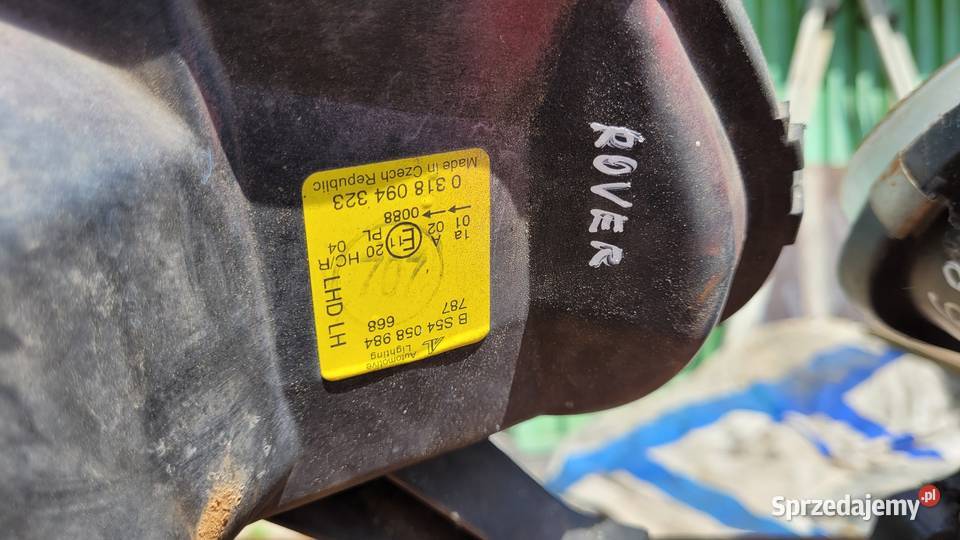 Automotive
Lighting
B S54 058 984
787 668
LHD LH
1a A E11 20 HC/R
01 02 PL 04
0088
0 318 094 323
Made in Czech Republic
ROVER
Sprzedajemy.pl